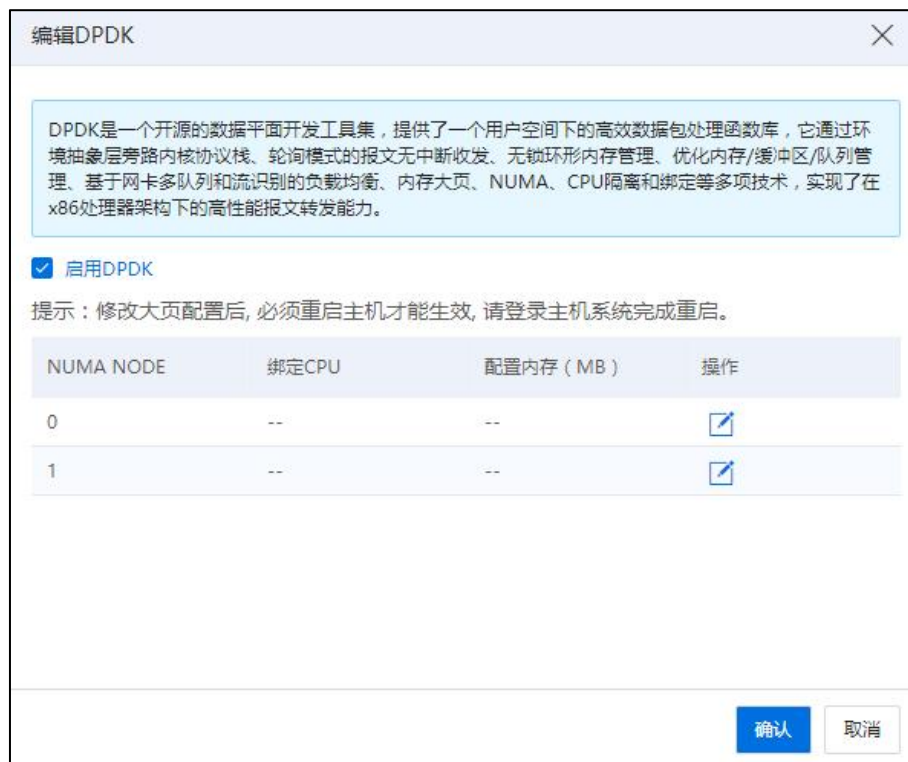 编辑DPDK
DPDK是一个开源的数据平面开发工具集，提供了一个用户空间下的高效数据包处理函数库，它通过环
境抽象层旁路内核协议栈、轮询模式的报文无中断收发、无锁环形内存管理、优化内存/缓冲区/队列管
理、基于网卡多队列和流识别的负载均衡、内存大页、NUMA、CPU隔离和绑定等多项技术，实现了在
x86处理器架构下的高性能报文转发能力。
启用DPDK
提示：修改大页配置后, 必须重启主机才能生效, 请登录主机系统完成重启。
NUMA NODE 绑定CPU 配置内存（MB） 操作
0 -- --
1 -- --
确认 取消